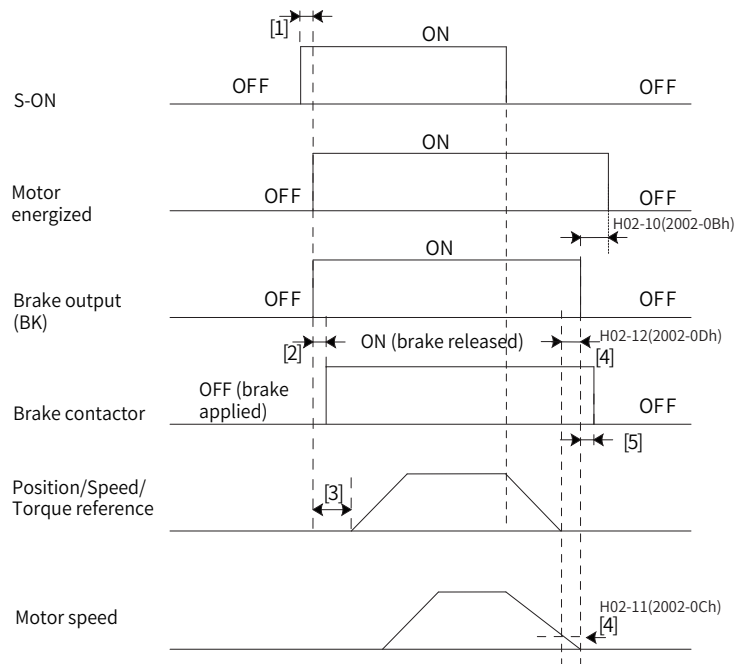 [1]
ON
S-ON
OFF
OFF
ON
Motor
energized
OFF
OFF
H02-10(2002-0Bh)
ON
Brake output
(BK)
OFF
OFF
[2]
ON (brake released)
H02-12(2002-0Dh)
[4]
OFF (brake
applied)
Brake contactor
OFF
[5]
Position/Speed/
Torque reference
[3]
H02-11(2002-0Ch)
[4]
Motor speed